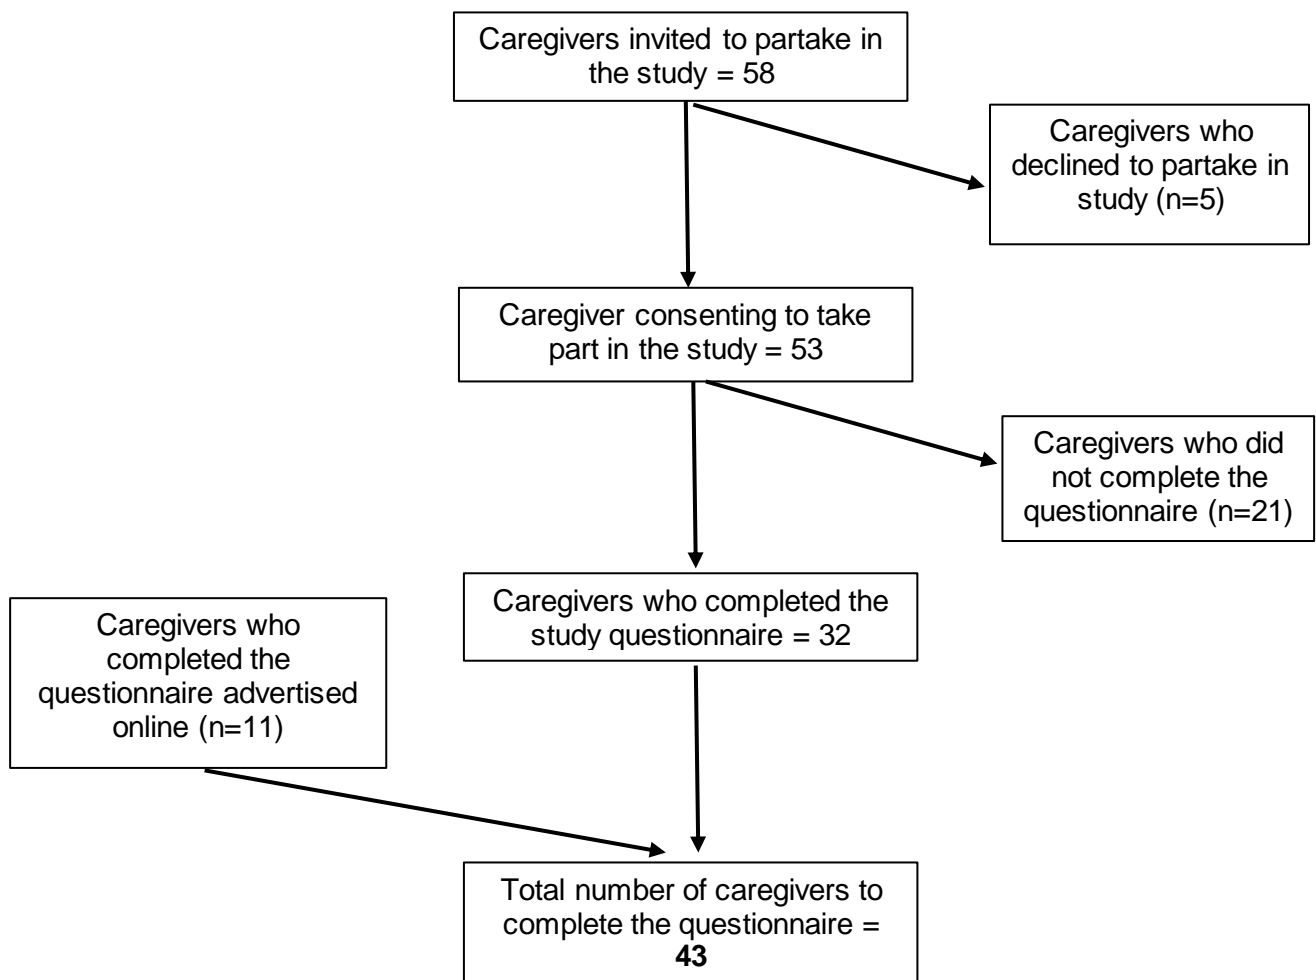 Caregivers invited to partake in
the study = 58
Caregivers who
declined to partake in
study (n=5)
Caregiver consenting to take
part in the study = 53
Caregivers who did
not complete the
questionnaire (n=21)
Caregivers who completed the
study questionnaire = 32
Caregivers who
completed the
questionnaire advertised
online (n=11)
Total number of caregivers to
complete the questionnaire =
43